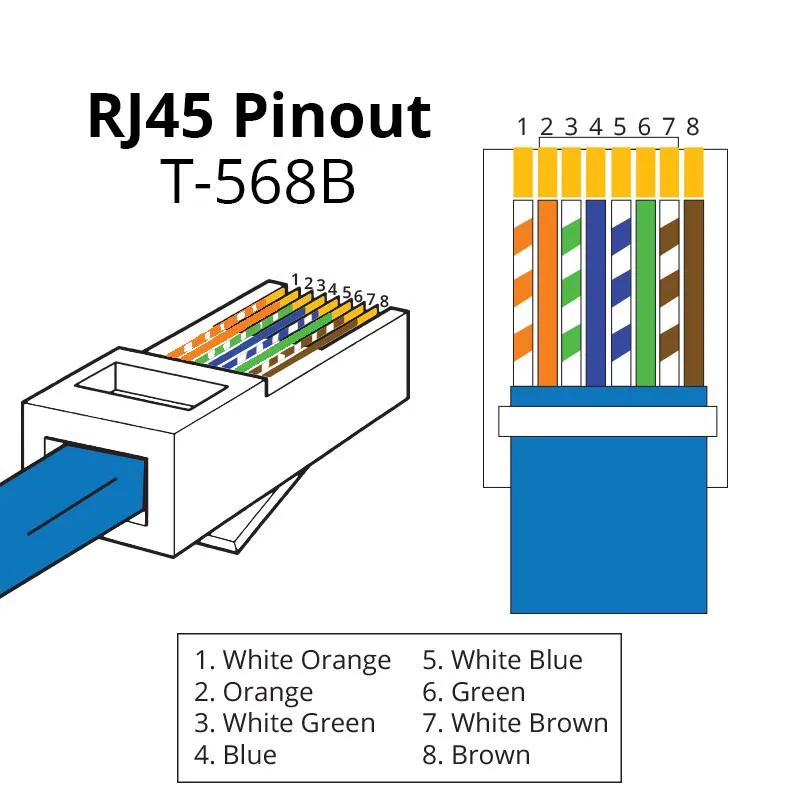 RJ45 Pinout
T-568B
1 2 3 4 5 6 7 8
1 2 3 4 5 6 7 8
1. White Orange
2. Orange
3. White Green
4. Blue
5. White Blue
6. Green
7. White Brown
8. Brown